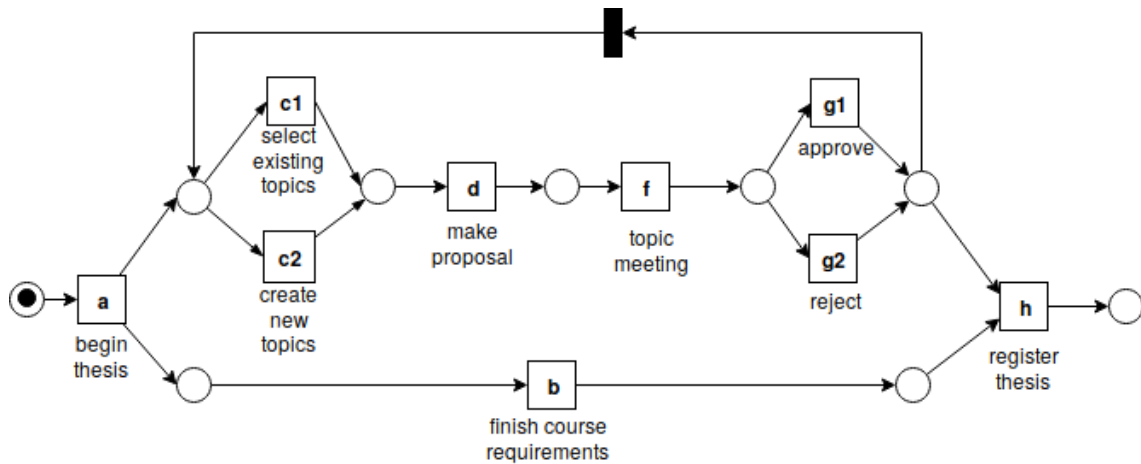 c1
select
existing
topics
g1
approve
d
make
proposal
f
topic
meeting
c2
create
new
topics
g2
reject
a
begin
thesis
h
register
thesis
b
finish course
requirements